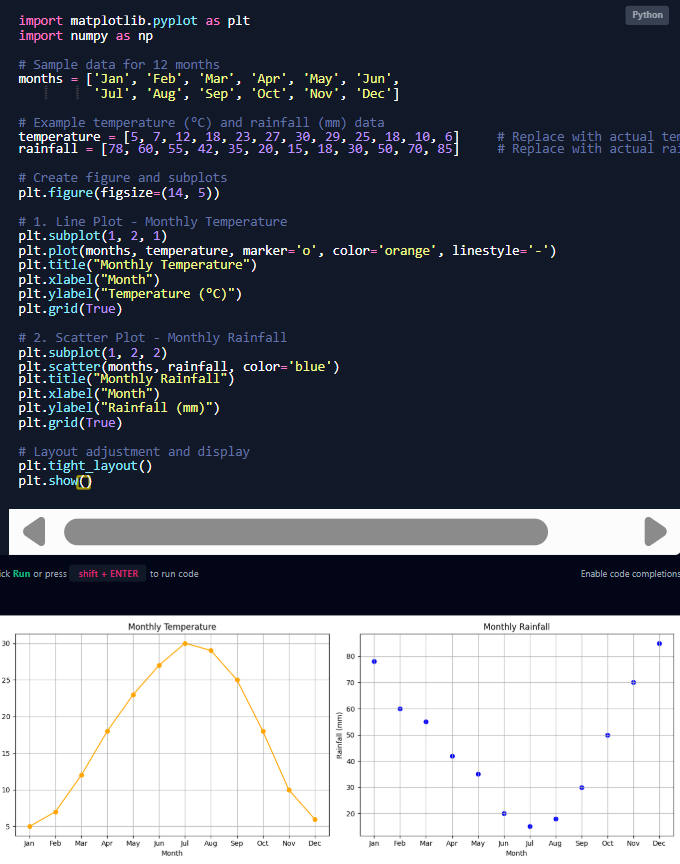 Python
import matplotlib.pyplot as plt
import numpy as np
# Sample data for 12 months
months = ['Jan', 'Feb', 'Mar', 'Apr', 'May', 'Jun',
'Jul', 'Aug', 'Sep', 'Oct', 'Nov', 'Dec']
# Example temperature (°C) and rainfall (mm) data
temperature = [5, 7, 12, 18, 23, 27, 30, 29, 25, 18, 10, 6] # Replace with actual tem
rainfall = [78, 60, 55, 42, 35, 20, 15, 18, 30, 50, 70, 85] # Replace with actual rai
# Create figure and subplots
plt.figure(figsize=(14, 5))
# 1. Line Plot - Monthly Temperature
plt.subplot(1, 2, 1)
plt.plot(months, temperature, marker='o', color='orange', linestyle='-')
plt.title("Monthly Temperature")
plt.xlabel("Month")
plt.ylabel("Temperature (°C)")
plt.grid(True)
# 2. Scatter Plot - Monthly Rainfall
plt.subplot(1, 2, 2)
plt.scatter(months, rainfall, color='blue')
plt.title("Monthly Rainfall")
plt.xlabel("Month")
plt.ylabel("Rainfall (mm)")
plt.grid(True)
# Layout adjustment and display
plt.tight_layout()
plt.show()
ick Run or press shift + ENTER to run code
Enable code completions
Monthly Temperature
30
25
20
15
10
5
Jan Feb Mar Apr May Jun Jul Aug Sep Oct Nov Dec
Month
Monthly Rainfall
Rainfall (mm)
80
70
60
50
40
30
20
Jan Feb Mar Apr May Jun Jul Aug Sep Oct Nov Dec
Month